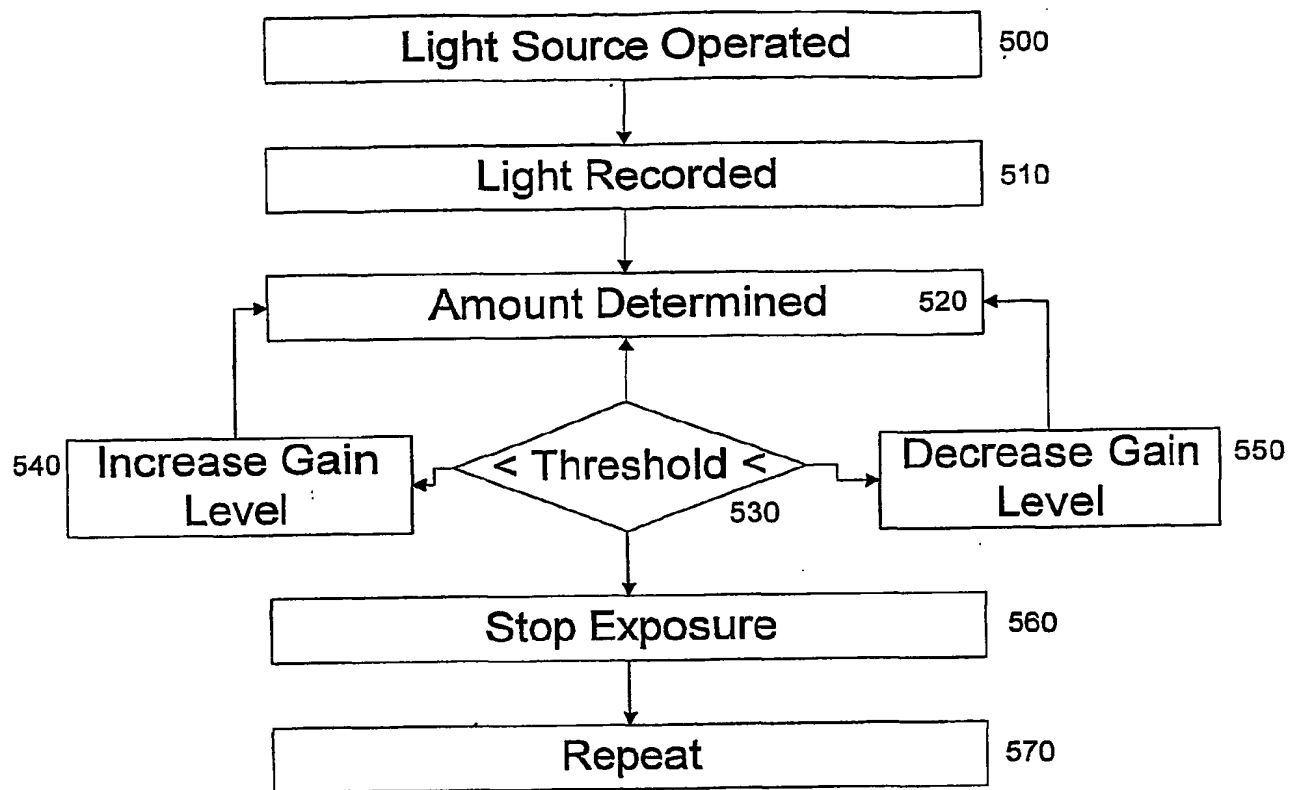 Light Source Operated 500
Light Recorded 510
Amount Determined 520
540 Increase Gain Level
< Threshold < 530
Decrease Gain Level 550
Stop Exposure 560
Repeat 570